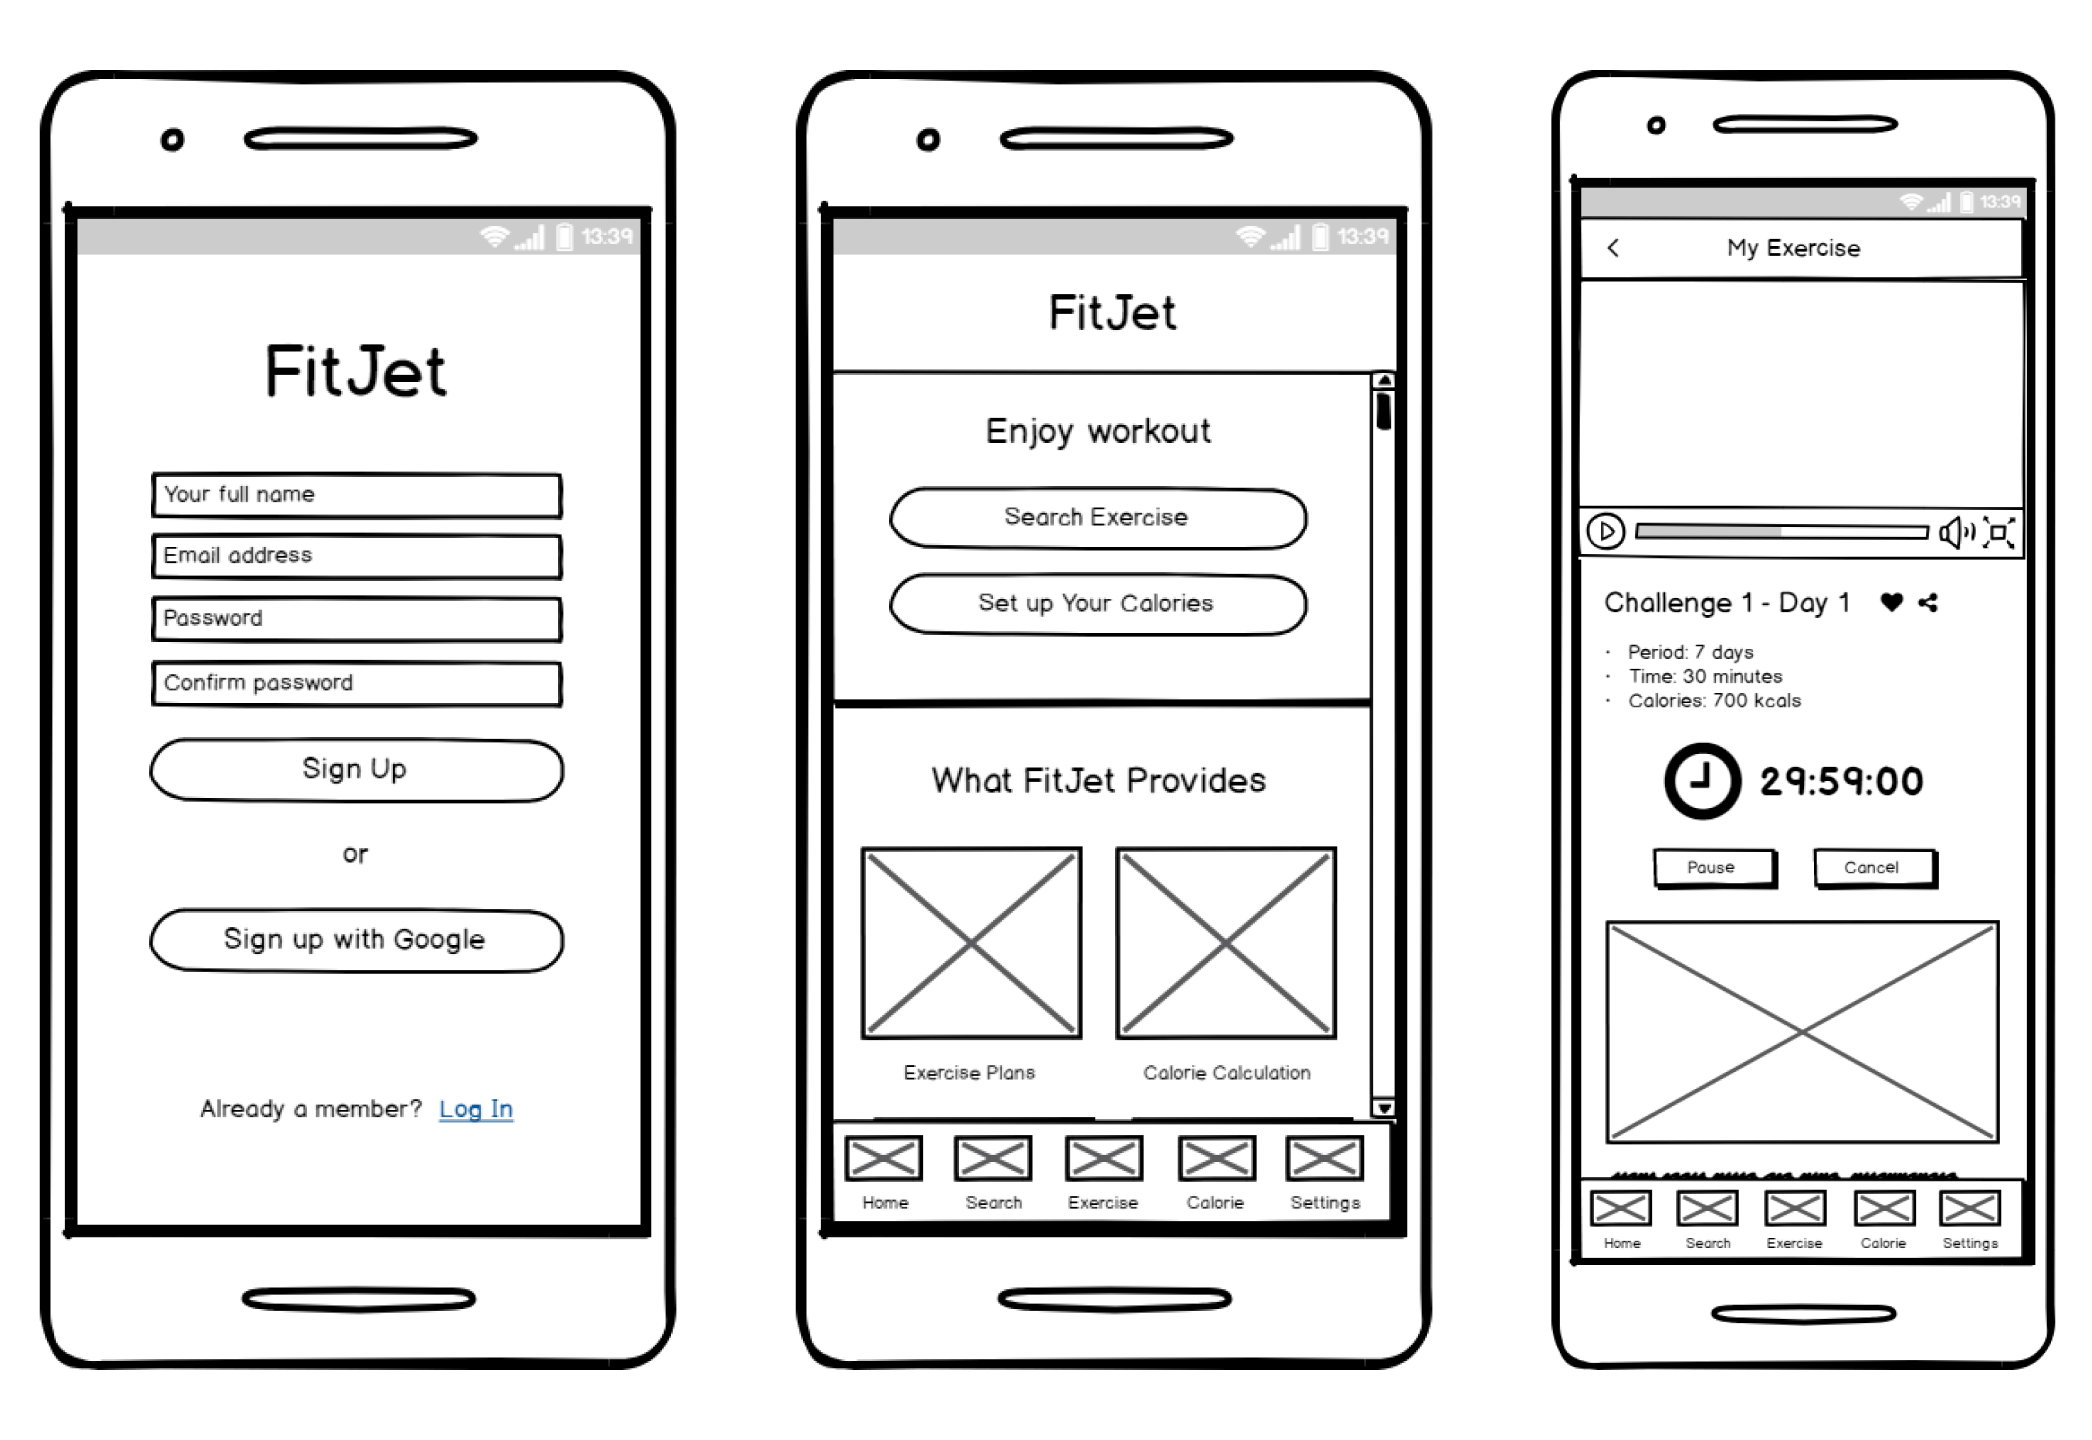 13:39
FitJet
Your full name
Email address
Password
Confirm password
Sign Up
or
Sign up with Google
Already a member? Log In
13:39
FitJet
Enjoy workout
Search Exercise
Set up Your Calories
What FitJet Provides
Exercise Plans
Calorie Calculation
Home
Search
Exercise
Calorie
Settings
13:39
My Exercise
Challenge 1 - Day 1
· Period: 7 days
· Time: 30 minutes
· Calories: 700 kcals
29:59:00
Pause
Cancel
Home
Search
Exercise
Calorie
Settings